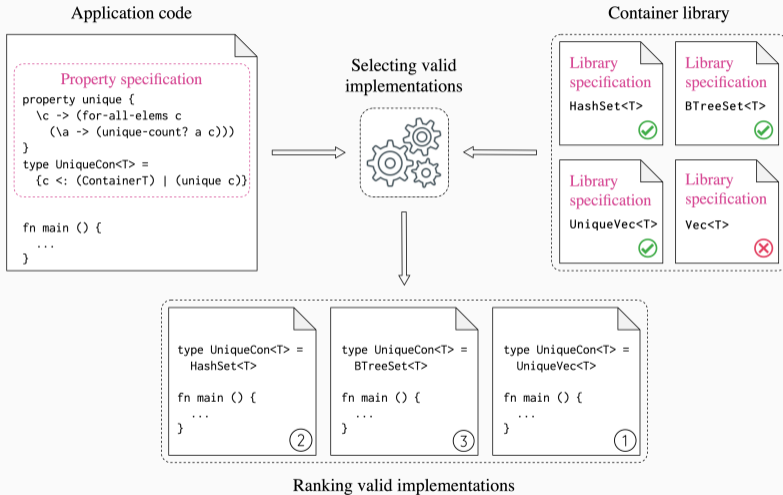 Application code
Property specification
property unique {
  \c -> (for-all-elems c
    (\a -> (unique-count? a c)))
}
type UniqueCon<T> =
  {c <: (ContainerT) | (unique c)}
fn main () {
  ...
}
Selecting valid
implementations
Container library
Library
specification
HashSet<T>
Library
specification
BTreeSet<T>
Library
specification
UniqueVec<T>
Library
specification
Vec<T>
type UniqueCon<T> =
  HashSet<T>
fn main () {
  ...
}
2
type UniqueCon<T> =
  BTreeSet<T>
fn main () {
  ...
}
3
type UniqueCon<T> =
  UniqueVec<T>
fn main () {
  ...
}
1
Ranking valid implementations